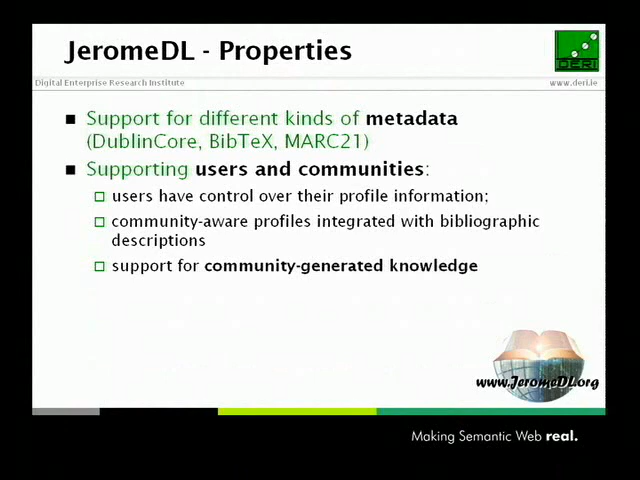 JeromeDL - Properties
DERI
Digital Enterprise Research Institute
www.deri.ie
Support for different kinds of metadata
(DublinCore, BibTeX, MARC21)
Supporting users and communities:
users have control over their profile information;
community-aware profiles integrated with bibliographic
descriptions
support for community-generated knowledge
www.JeromeDL.org
Making Semantic Web real.